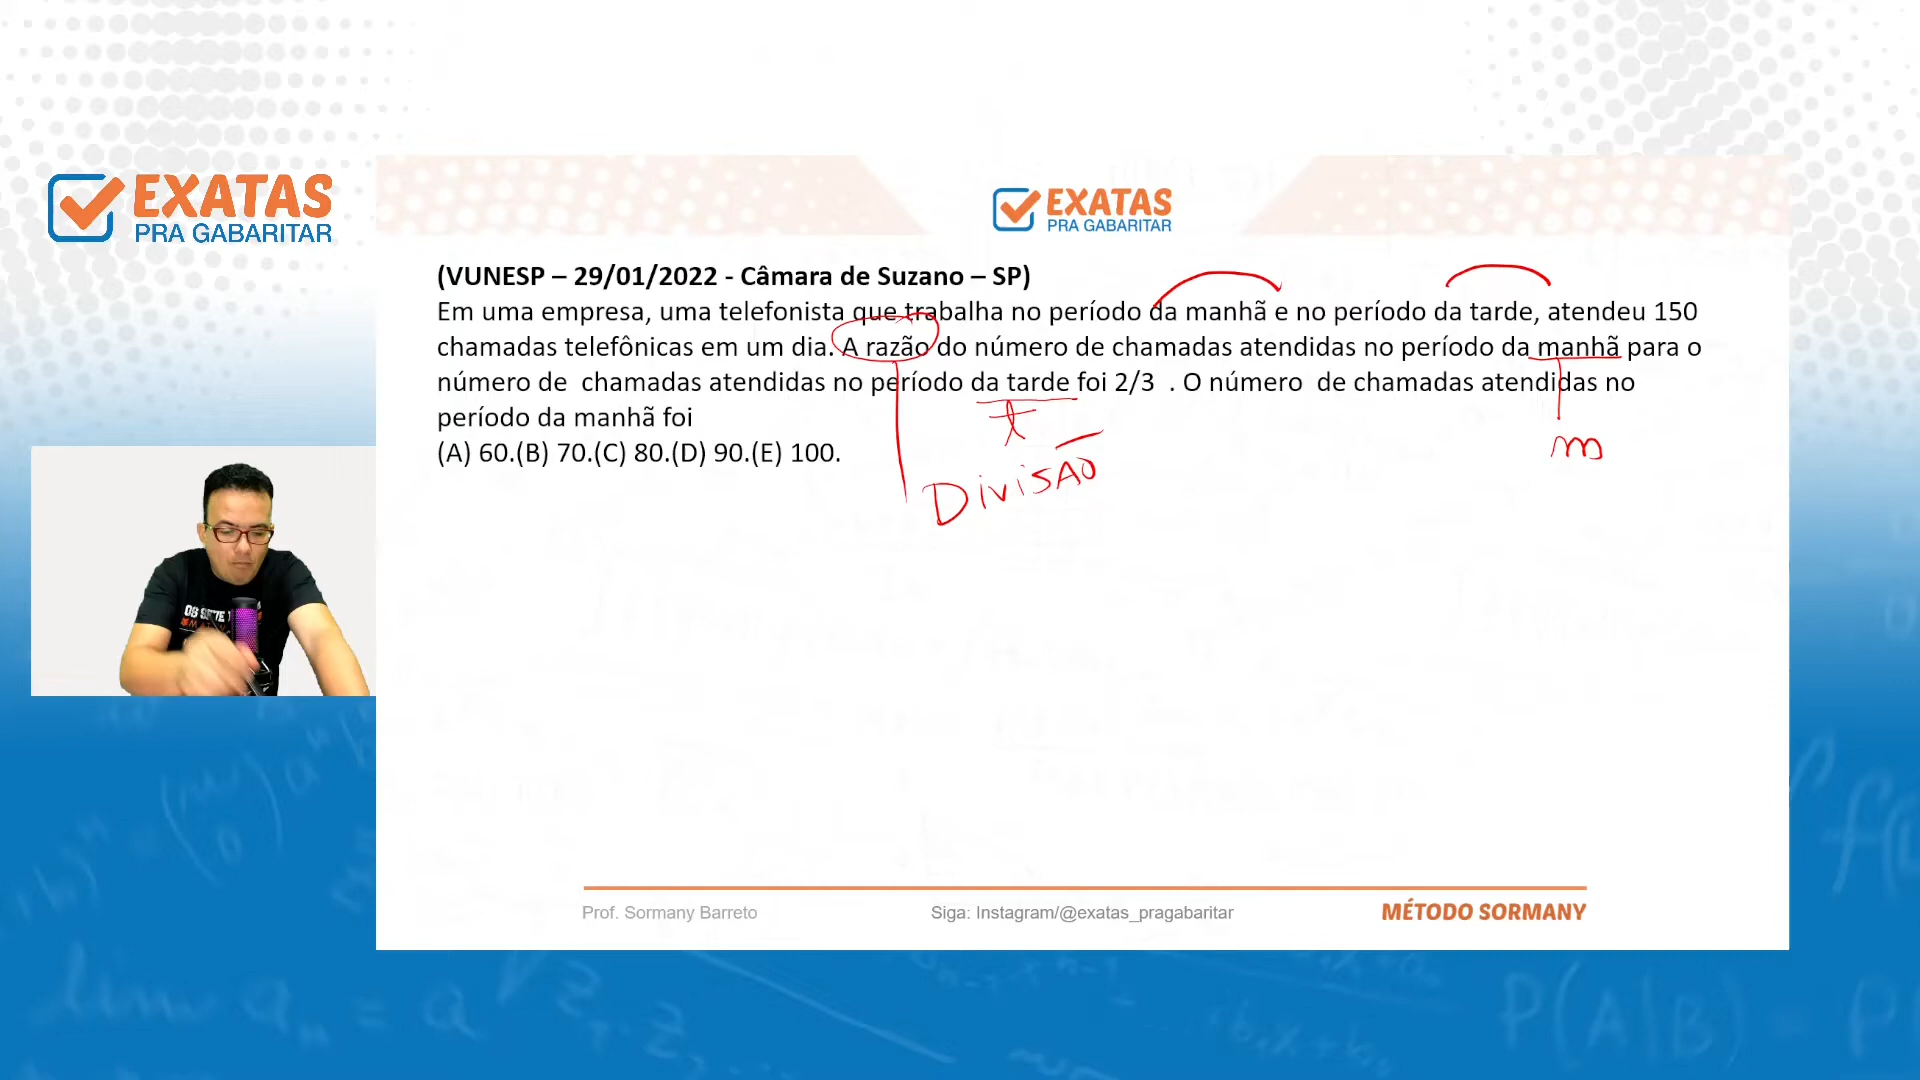 EXATAS
PRA GABARITAR
EXATAS
PRA GABARITAR
(VUNESP – 29/01/2022 - Câmara de Suzano – SP)
Em uma empresa, uma telefonista que trabalha no período da manhã e no período da tarde, atendeu 150
chamadas telefônicas em um dia. A razão do número de chamadas atendidas no período da manhã para o
número de  chamadas atendidas no período da tarde foi 2/3  . O número  de chamadas atendidas no
período da manhã foi
(A) 60.(B) 70.(C) 80.(D) 90.(E) 100.
t
m
DivisÃo
Prof. Sormany Barreto
Siga: Instagram/@exatas_pragabaritar
MÉTODO SORMANY
P(A|B)